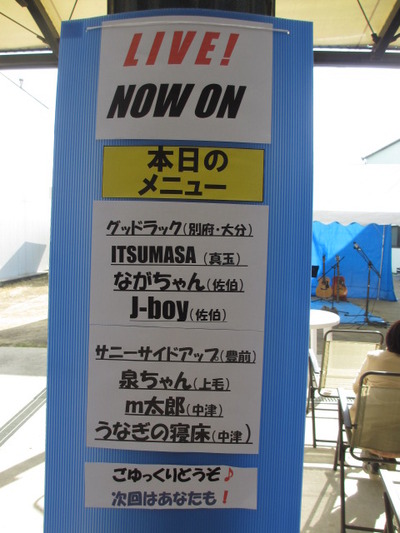 LIVE!
NOW ON
本日の
メニュー
グッドラック(別府・大分)
ITSUMASA (真玉)
ながちゃん(佐伯)
J-boy(佐伯)
サニーサイドアップ(豊前)
泉ちゃん(上毛)
m太郎(中津)
うなぎの寝床(中津)
ごゆっくりどうぞ♪
次回はあなたも!